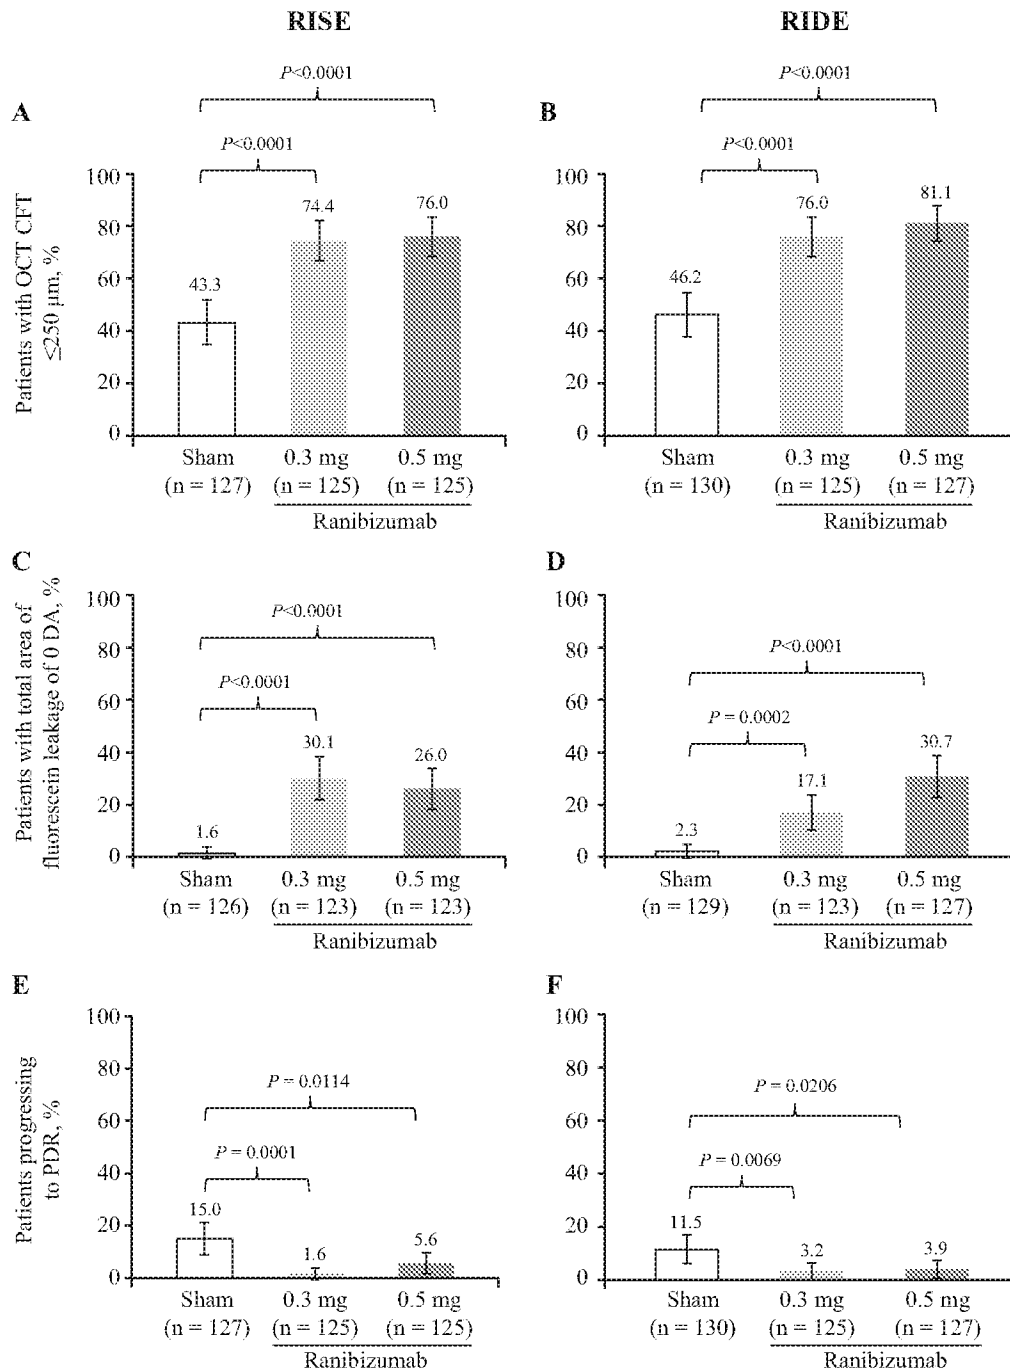 RISE
RIDE
A
P<0.0001
P<0.0001
Patients with OCT CFT
≤250 µm, %
100
80
60
40
20
0
43.3
74.4
76.0
Sham
(n = 127)
0.3 mg
(n = 125)
0.5 mg
(n = 125)
Ranibizumab
B
P<0.0001
P<0.0001
100
80
60
40
20
0
46.2
76.0
81.1
Sham
(n = 130)
0.3 mg
(n = 125)
0.5 mg
(n = 127)
Ranibizumab
C
Patients with total area of
fluorescein leakage of 0 DA, %
100
80
60
40
20
0
P<0.0001
P<0.0001
1.6
30.1
26.0
Sham
(n = 126)
0.3 mg
(n = 123)
0.5 mg
(n = 123)
Ranibizumab
D
100
80
60
40
20
0
P<0.0001
P = 0.0002
2.3
17.1
30.7
Sham
(n = 129)
0.3 mg
(n = 123)
0.5 mg
(n = 127)
Ranibizumab
E
Patients progressing
to PDR, %
100
80
60
40
20
0
P = 0.0114
P = 0.0001
15.0
1.6
5.6
Sham
(n = 127)
0.3 mg
(n = 125)
0.5 mg
(n = 125)
Ranibizumab
F
100
80
60
40
20
0
P = 0.0206
P = 0.0069
11.5
3.2
3.9
Sham
(n = 130)
0.3 mg
(n = 125)
0.5 mg
(n = 127)
Ranibizumab